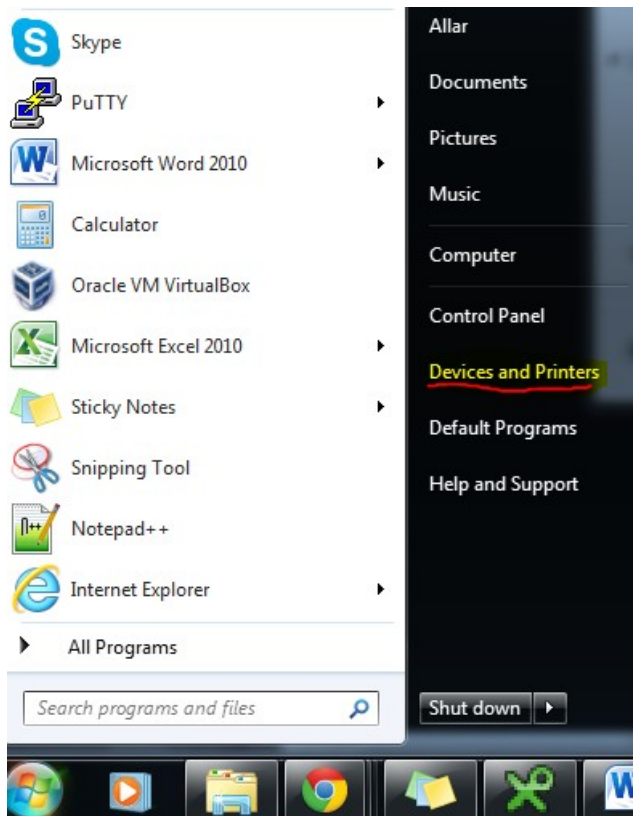 Skype
PuTTY
Microsoft Word 2010
Calculator
Oracle VM VirtualBox
Microsoft Excel 2010
Sticky Notes
Snipping Tool
Notepad++
Internet Explorer
All Programs
Search programs and files
Allar
Documents
Pictures
Music
Computer
Control Panel
Devices and Printers
Default Programs
Help and Support
Shut down